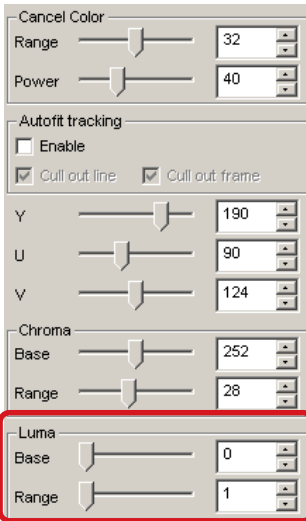 Cancel Color
Range 32
Power 40
Autofit tracking
Enable
Cull out line Cull out frame
Y 190
U 90
V 124
Chroma
Base 252
Range 28
Luma
Base 0
Range 1